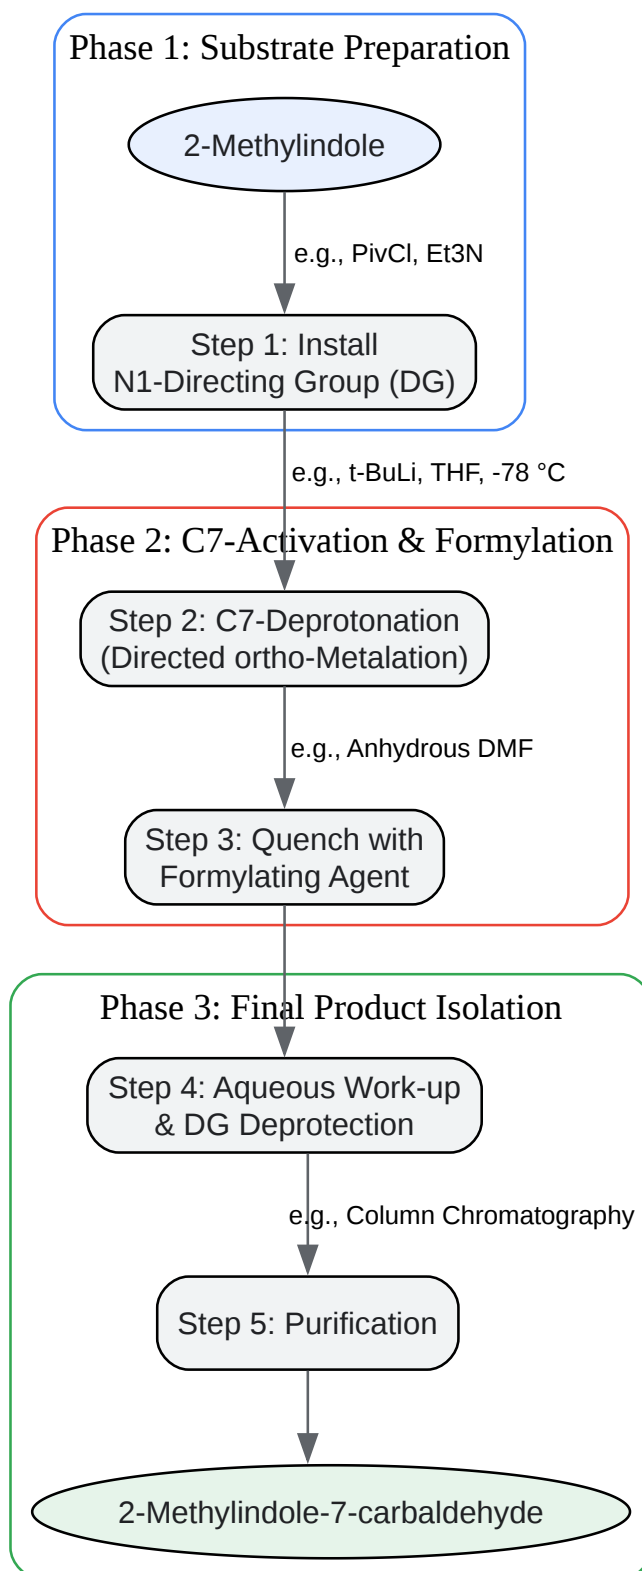 Phase 1: Substrate Preparation
2-Methylindole
e.g., PivCl, Et3N
Step 1: Install
N1-Directing Group (DG)
e.g., t-BuLi, THF, -78 °C
Phase 2: C7-Activation & Formylation
Step 2: C7-Deprotonation
(Directed ortho-Metalation)
e.g., Anhydrous DMF
Step 3: Quench with
Formylating Agent
Phase 3: Final Product Isolation
Step 4: Aqueous Work-up
& DG Deprotection
e.g., Column Chromatography
Step 5: Purification
2-Methylindole-7-carbaldehyde